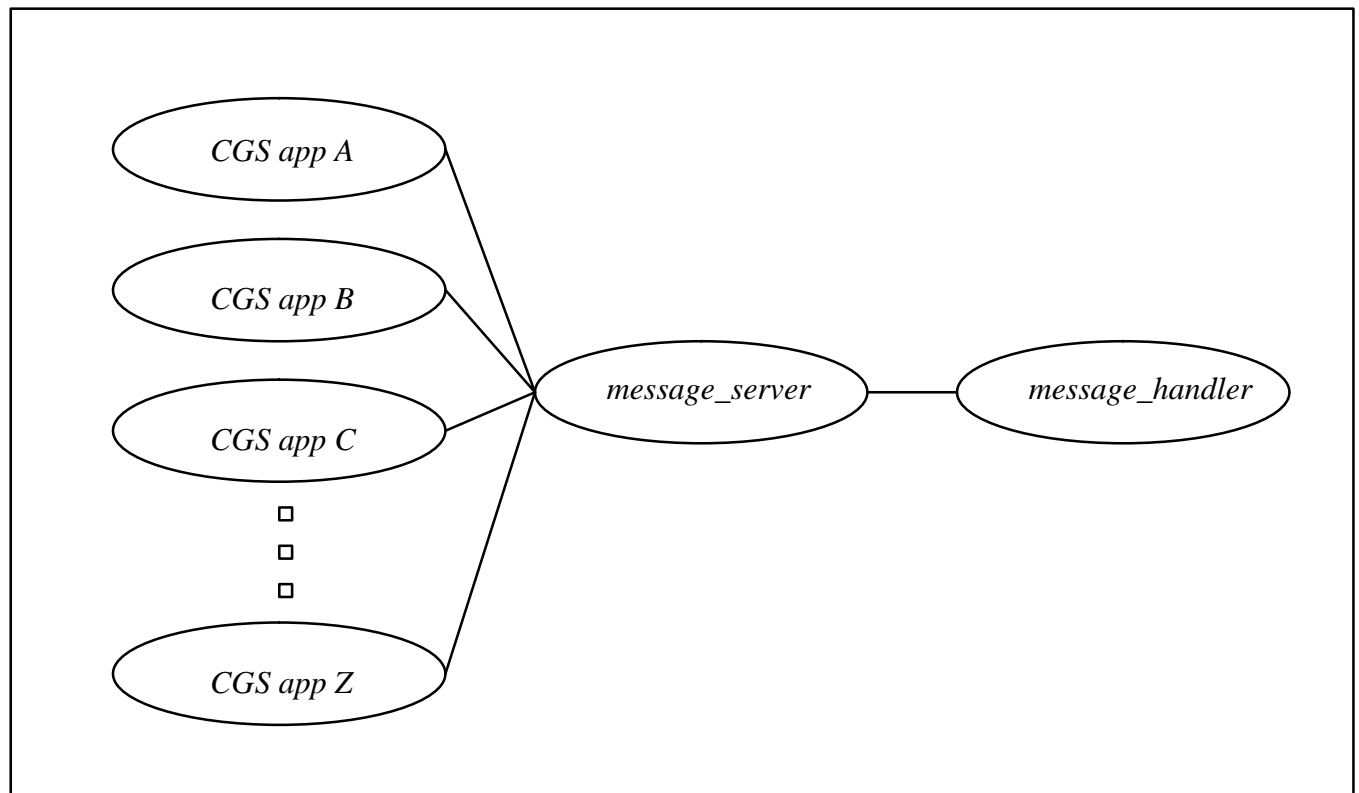 CGS app A
CGS app B
CGS app C
message_server
message_handler
CGS app Z